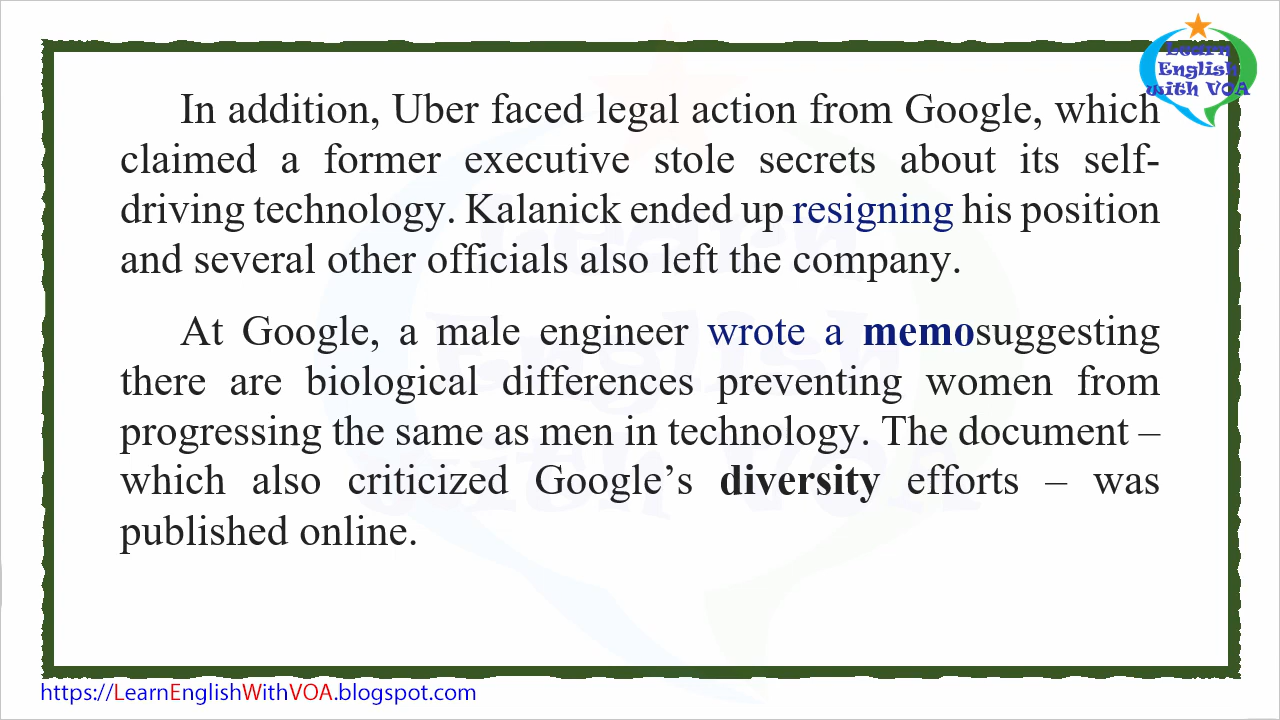 Learn
English
with VOA
In addition, Uber faced legal action from Google, which
claimed a former executive stole secrets about its self-
driving technology. Kalanick ended up resigning his position
and several other officials also left the company.
At Google, a male engineer wrote a memosuggesting
there are biological differences preventing women from
progressing the same as men in technology. The document –
which also criticized Google’s diversity efforts – was
published online.
https://LearnEnglishWithVOA.blogspot.com